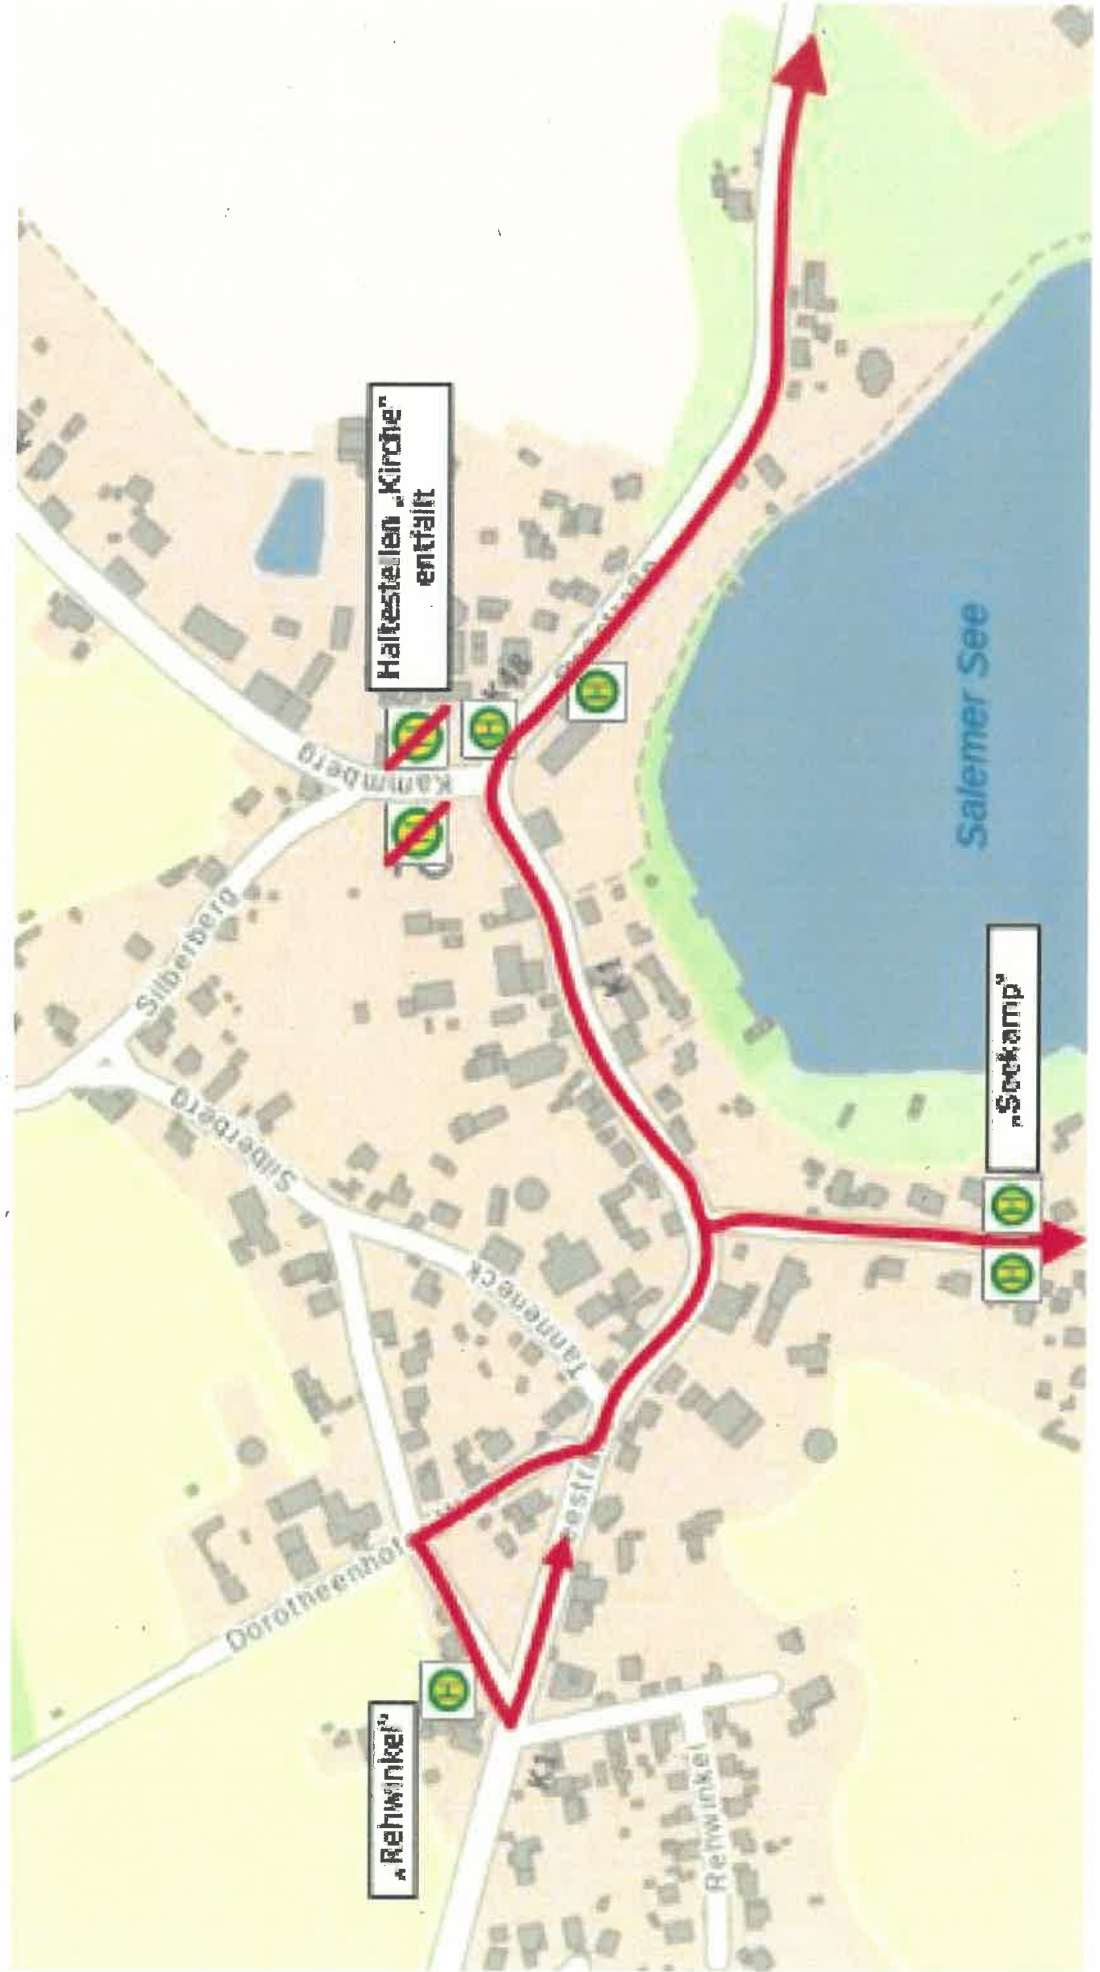 Haltestellen „Kirche“
entfällt
Kammberg
K 18
Silberberg
Silberberg
K1
Salemer See
„Seekamp“
Tanneneck
Dorotheenhof
„Rehwinkel“
K1
Rehwinkel
H
H
H
H
H
H
H